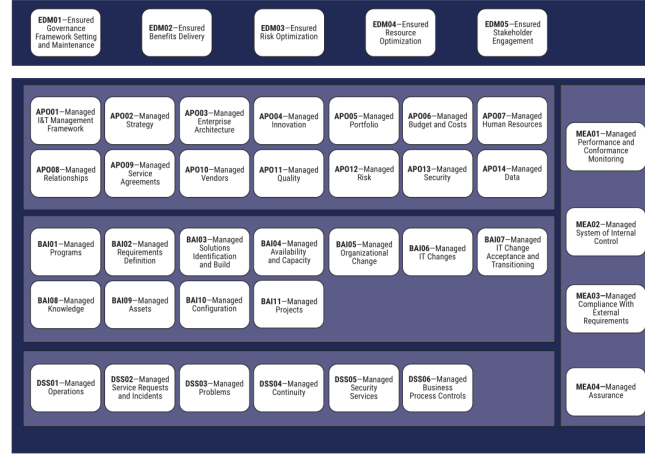 EDM01—Ensured
Governance
Framework Setting
and Maintenance
EDM02—Ensured
Benefits Delivery
EDM03—Ensured
Risk Optimization
EDM04—Ensured
Resource
Optimization
EDM05—Ensured
Stakeholder
Engagement
APO01—Managed
I&T Management
Framework
APO02—Managed
Strategy
APO03—Managed
Enterprise
Architecture
APO04—Managed
Innovation
APO05—Managed
Portfolio
APO06—Managed
Budget and Costs
APO07—Managed
Human Resources
APO08—Managed
Relationships
APO09—Managed
Service
Agreements
APO10—Managed
Vendors
APO11—Managed
Quality
APO12—Managed
Risk
APO13—Managed
Security
APO14—Managed
Data
BAI01—Managed
Programs
BAI02—Managed
Requirements
Definition
BAI03—Managed
Solutions
Identification
and Build
BAI04—Managed
Availability
and Capacity
BAI05—Managed
Organizational
Change
BAI06—Managed
IT Changes
BAI07—Managed
IT Change
Acceptance and
Transitioning
BAI08—Managed
Knowledge
BAI09—Managed
Assets
BAI10—Managed
Configuration
BAI11—Managed
Projects
DSS01—Managed
Operations
DSS02—Managed
Service Requests
and Incidents
DSS03—Managed
Problems
DSS04—Managed
Continuity
DSS05—Managed
Security
Services
DSS06—Managed
Business
Process Controls
MEA01—Managed
Performance and
Conformance
Monitoring
MEA02—Managed
System of Internal
Control
MEA03—Managed
Compliance With
External
Requirements
MEA04—Managed
Assurance